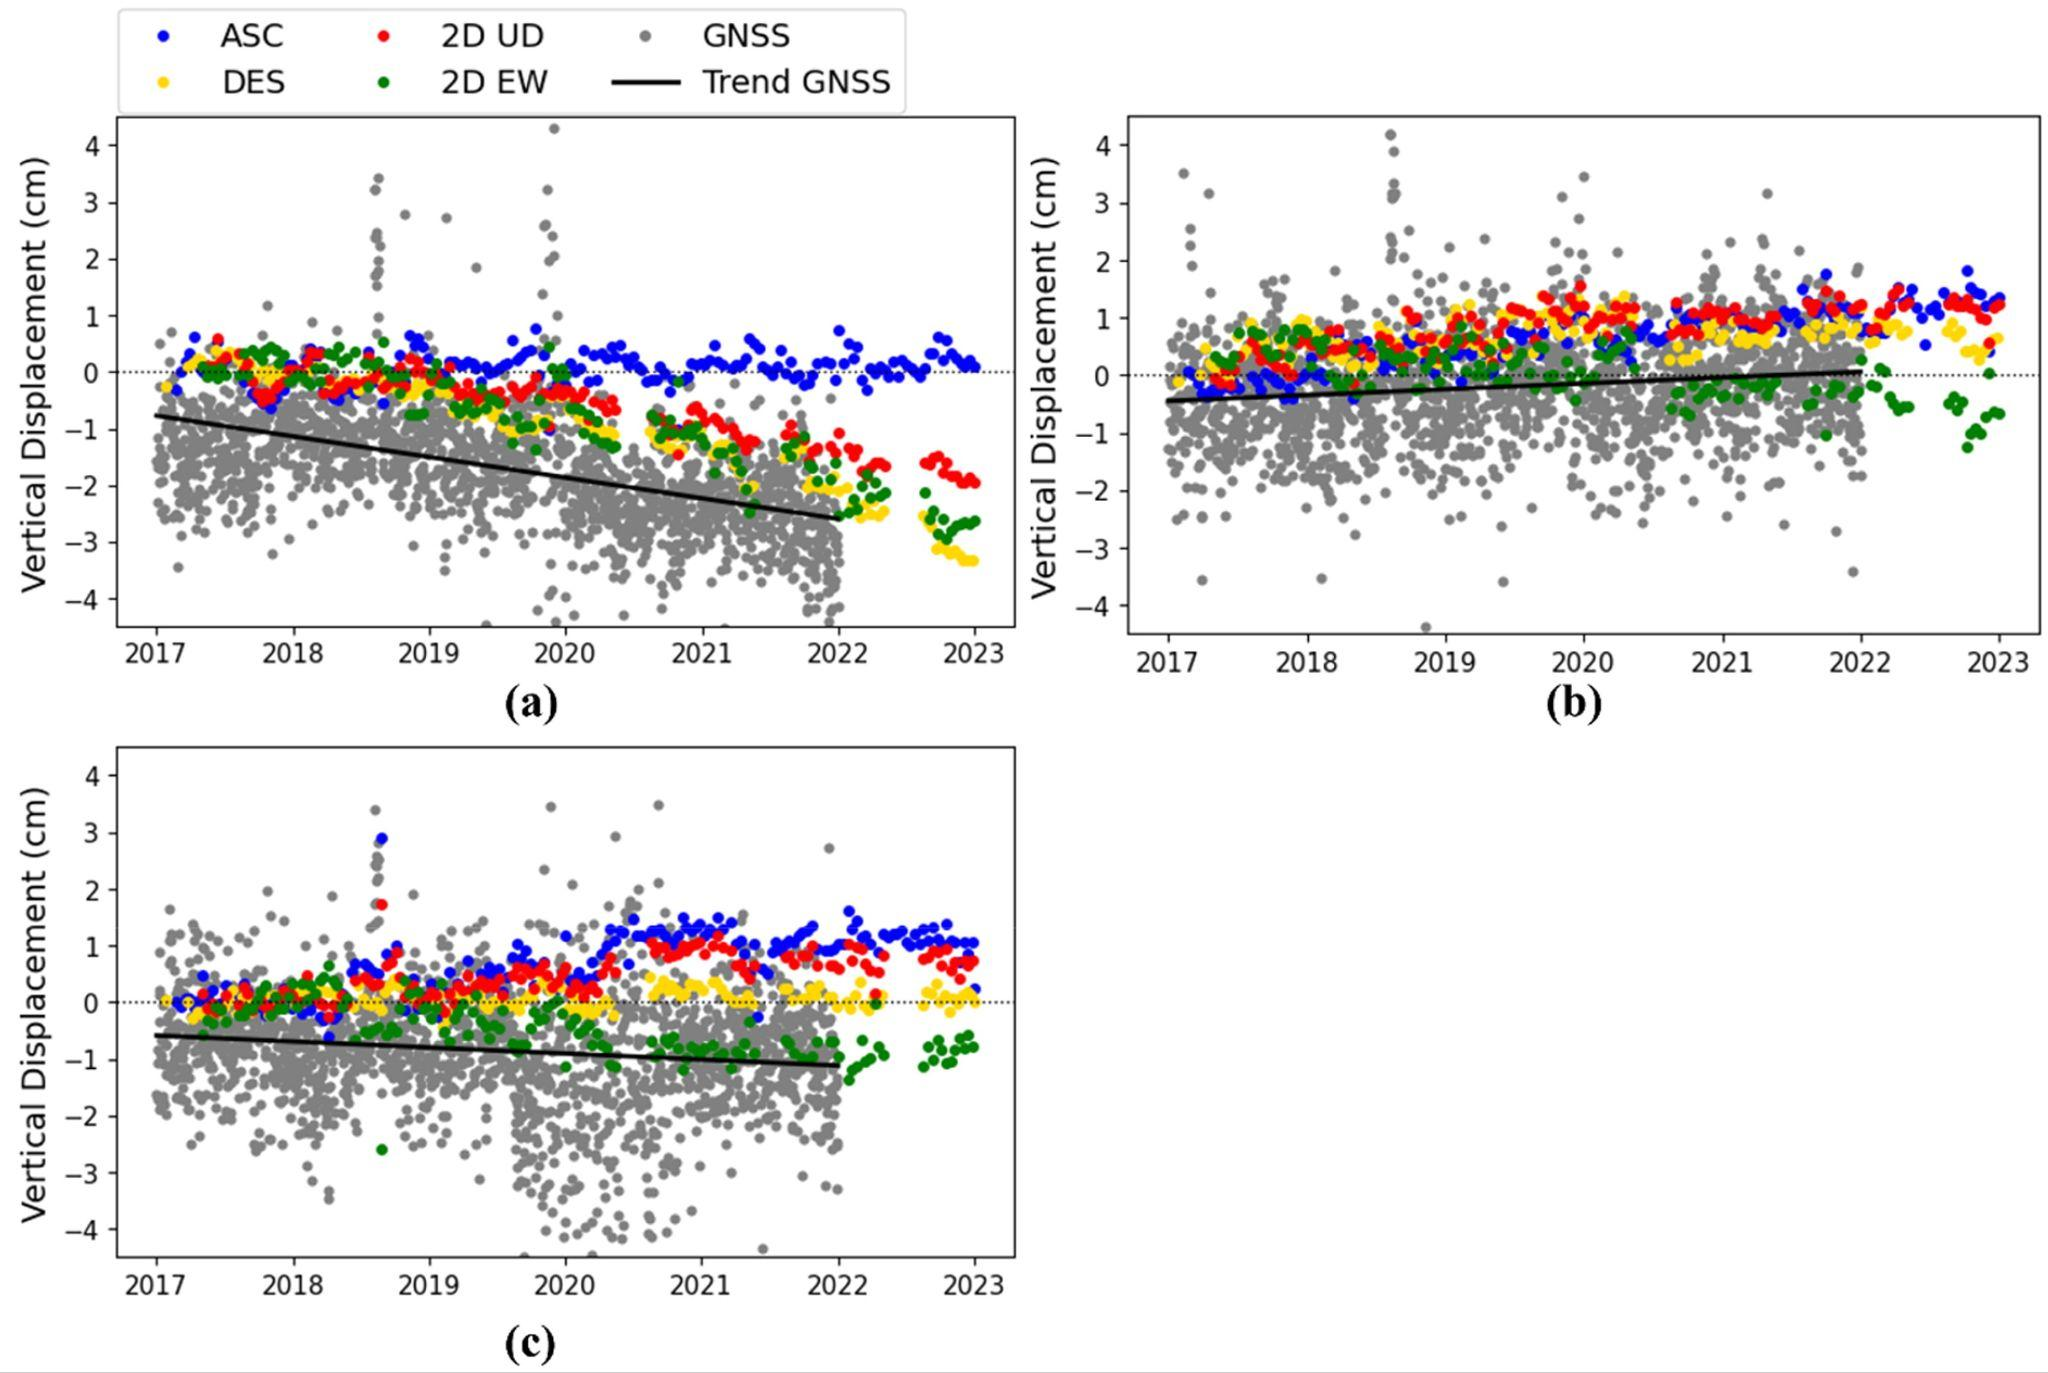 ASC 2D UD GNSS
DES 2D EW Trend GNSS
Vertical Displacement (cm)
4
3
2
1
0
−1
−2
−3
−4
2017 2018 2019 2020 2021 2022 2023
(a)
Vertical Displacement (cm)
4
3
2
1
0
−1
−2
−3
−4
2017 2018 2019 2020 2021 2022 2023
(b)
Vertical Displacement (cm)
4
3
2
1
0
−1
−2
−3
−4
2017 2018 2019 2020 2021 2022 2023
(c)